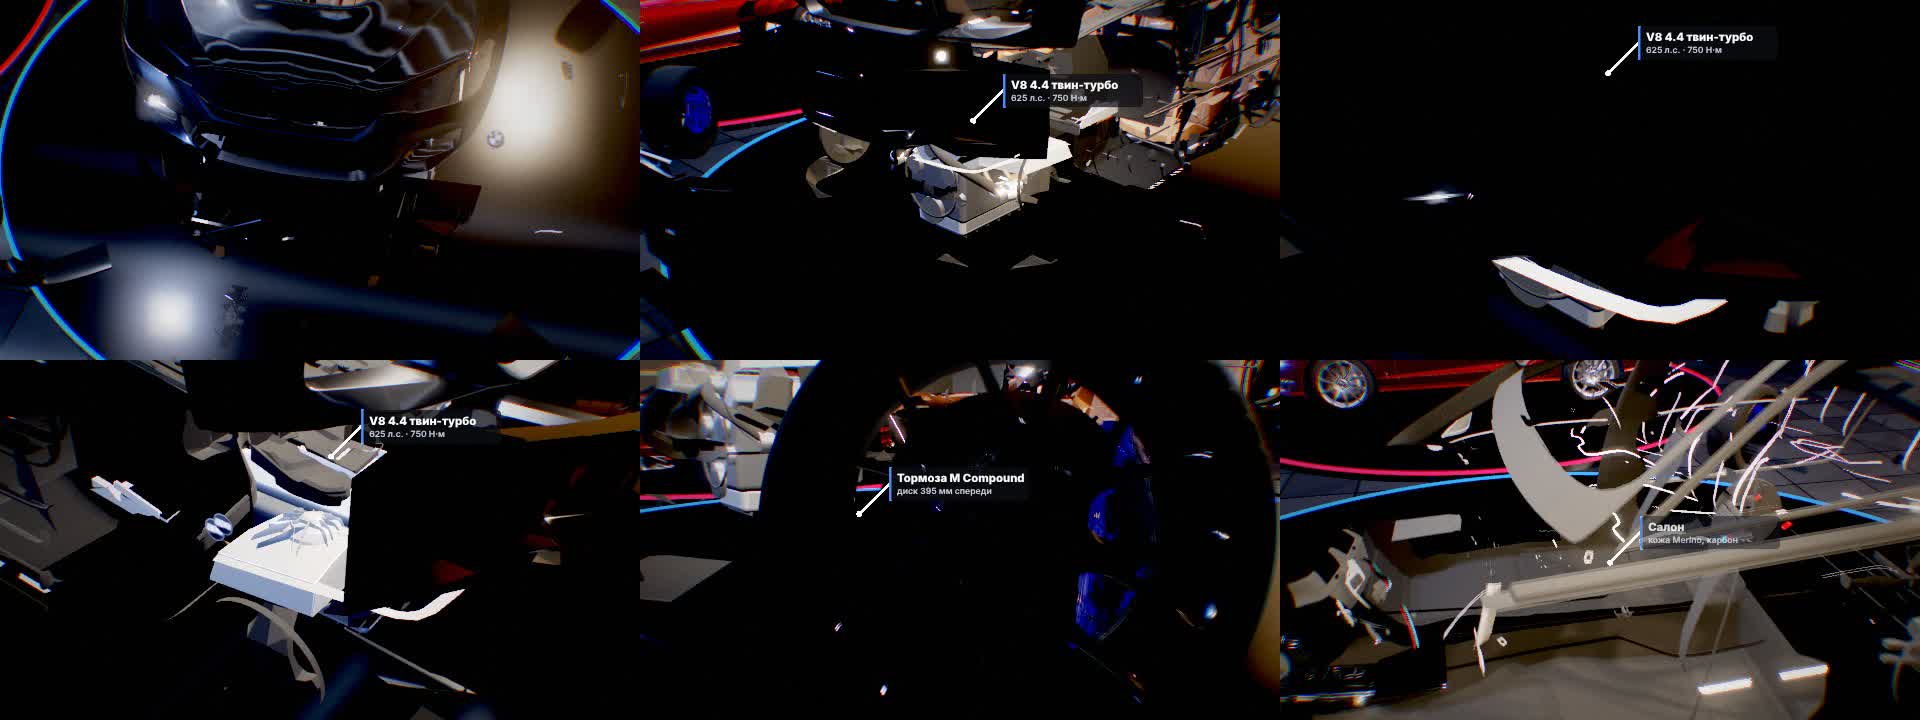 V8 4.4 твин-турбо
625 л.с. · 750 Н·м
V8 4.4 твин-турбо
625 л.с. · 750 Н·м
V8 4.4 твин-турбо
625 л.с. · 750 Н·м
Тормоза M Compound
диск 395 мм спереди
Салон
кожа Merino, карбон